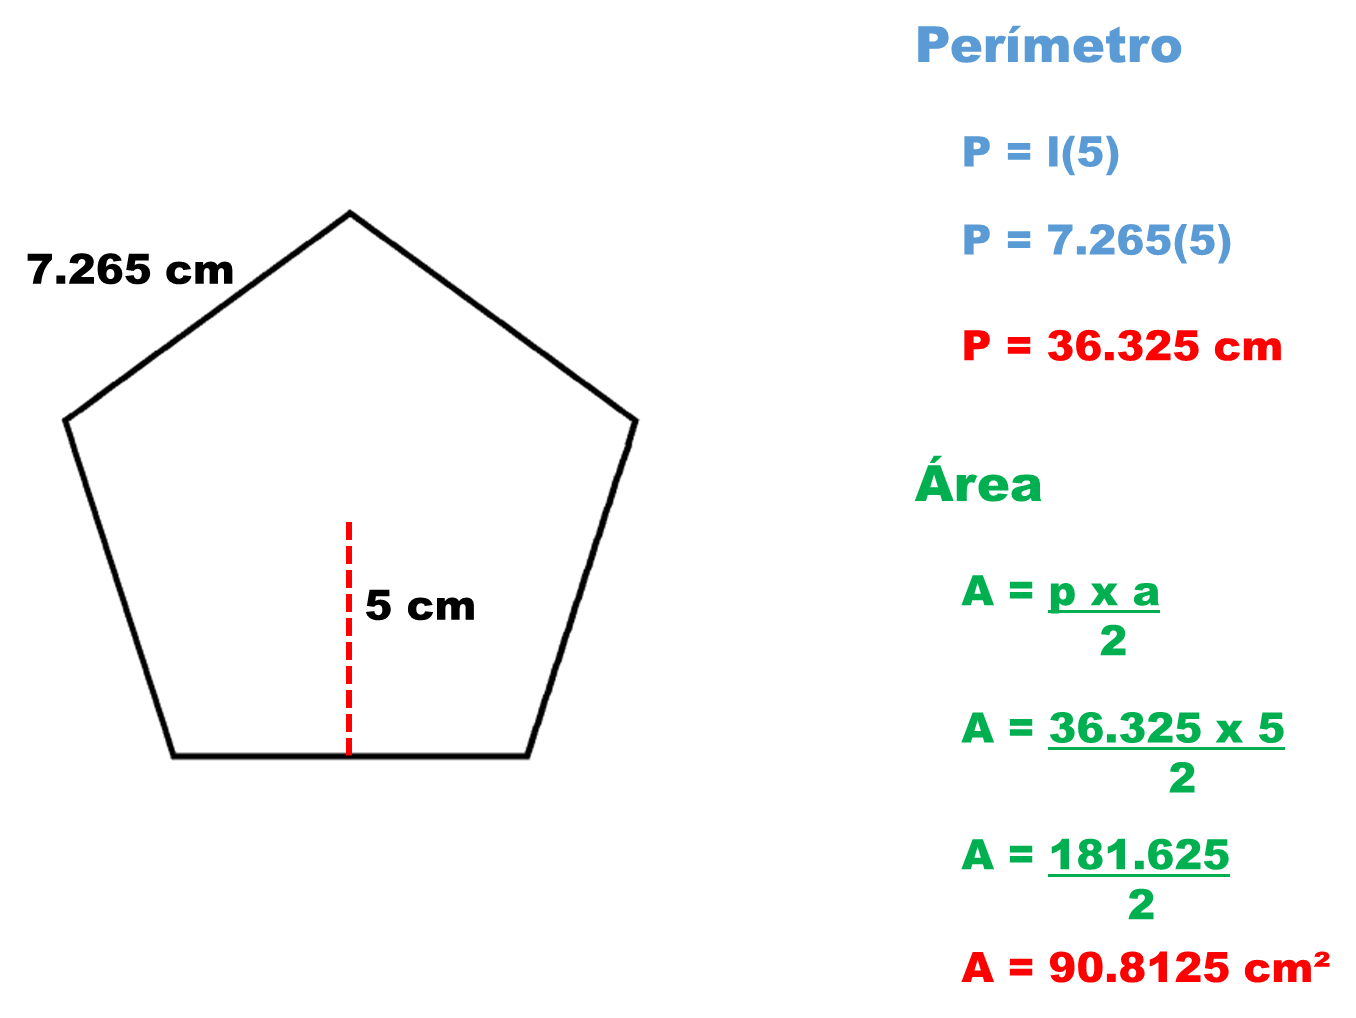 Perímetro
P = l(5)
7.265 cm
P = 7.265(5)
P = 36.325 cm
Área
5 cm
A = p x a
2
A = 36.325 x 5
2
A = 181.625
2
A = 90.8125 cm²